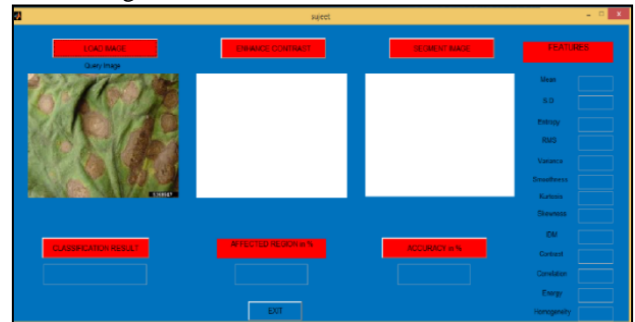 sujeet
LOAD IMAGE
ENHANCE CONTRAST
SEGMENT IMAGE
FEATURES
Query Image
Mean
S.D
Entropy
RMS
Variance
Smoothness
Kurtosis
Skewness
IDM
Contrast
Correlation
Energy
Homogeneity
CLASSIFICATION RESULT
AFFECTED REGION in %
ACCURACY in %
EXIT